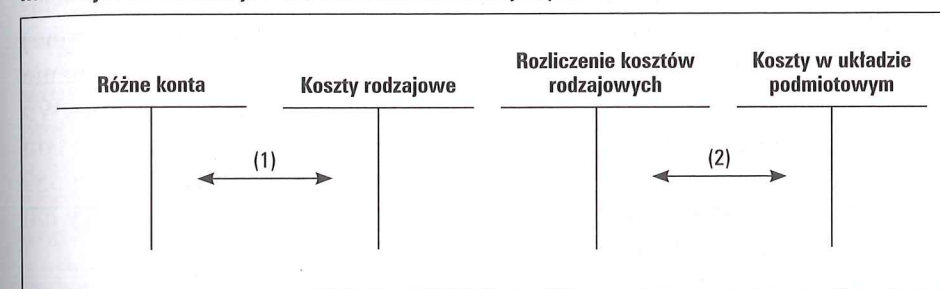 Różne konta
Koszty rodzajowe
Rozliczenie kosztów
rodzajowych
Koszty w układzie
podmiotowym
(1)
(2)